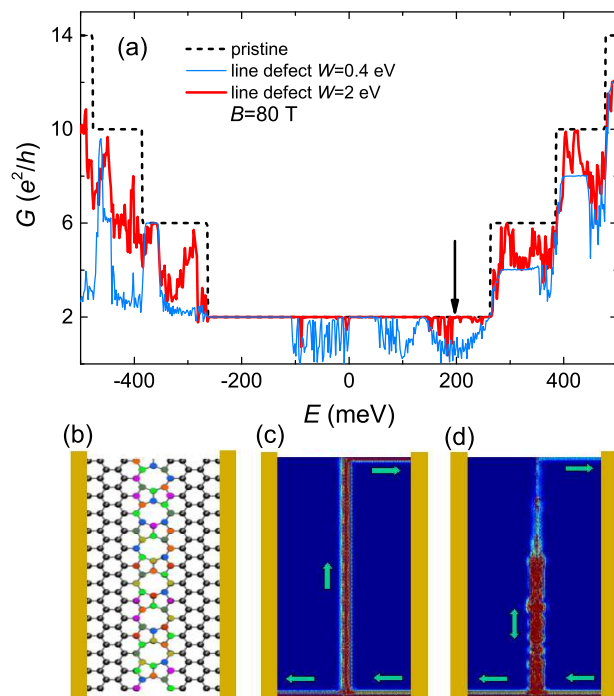 (a)
pristine
line defect W=0.4 eV
line defect W=2 eV
B=80 T
G (e²/h)
14
10
6
2
-400 -200 0 200 400
E (meV)
(b) (c) (d)